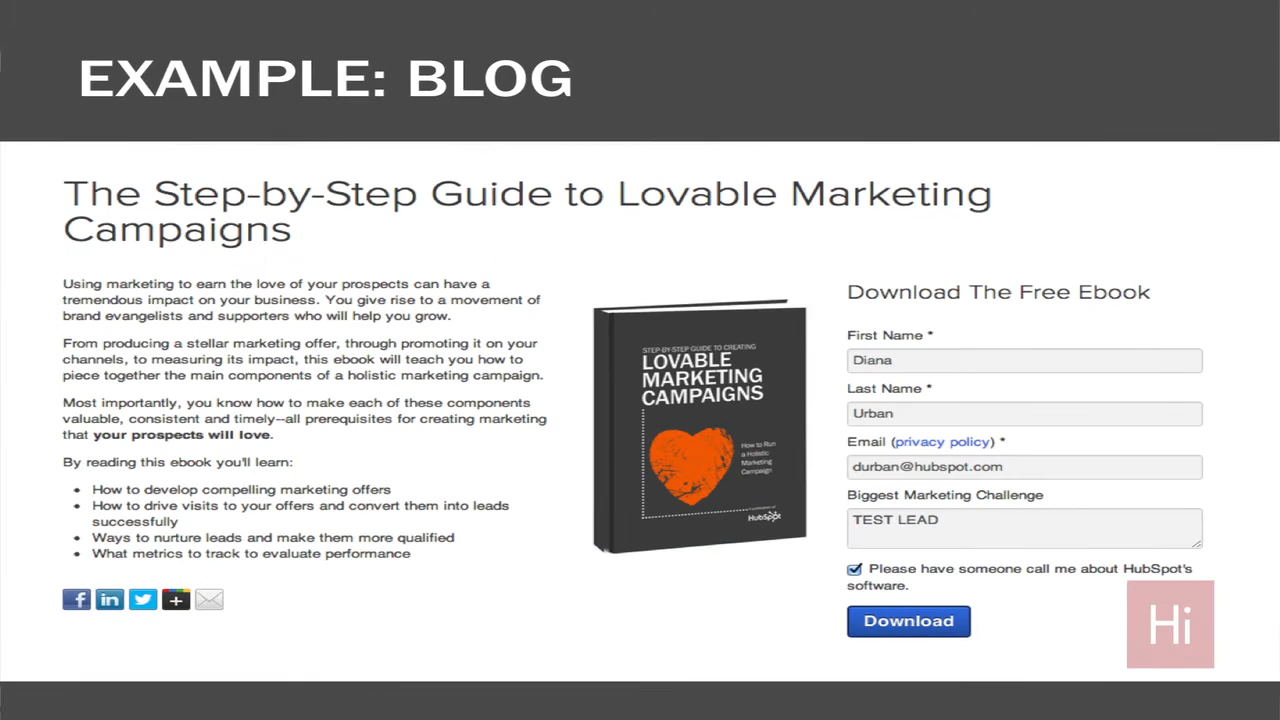 EXAMPLE: BLOG
The Step-by-Step Guide to Lovable Marketing
Campaigns
Using marketing to earn the love of your prospects can have a
tremendous impact on your business. You give rise to a movement of
brand evangelists and supporters who will help you grow.
From producing a stellar marketing offer, through promoting it on your
channels, to measuring its impact, this ebook will teach you how to
piece together the main components of a holistic marketing campaign.
Most importantly, you know how to make each of these components
valuable, consistent and timely--all prerequisites for creating marketing
that your prospects will love.
By reading this ebook you'll learn:
• How to develop compelling marketing offers
• How to drive visits to your offers and convert them into leads
successfully
• Ways to nurture leads and make them more qualified
• What metrics to track to evaluate performance
f
in
+
STEP-BY-STEP GUIDE TO CREATING
LOVABLE
MARKETING
CAMPAIGNS
How to Run
a Holistic
Marketing
Campaign
HubSpot
Download The Free Ebook
First Name *
Diana
Last Name *
Urban
Email (privacy policy) *
durban@hubspot.com
Biggest Marketing Challenge
TEST LEAD
Please have someone call me about HubSpot's
software.
Download
Hi